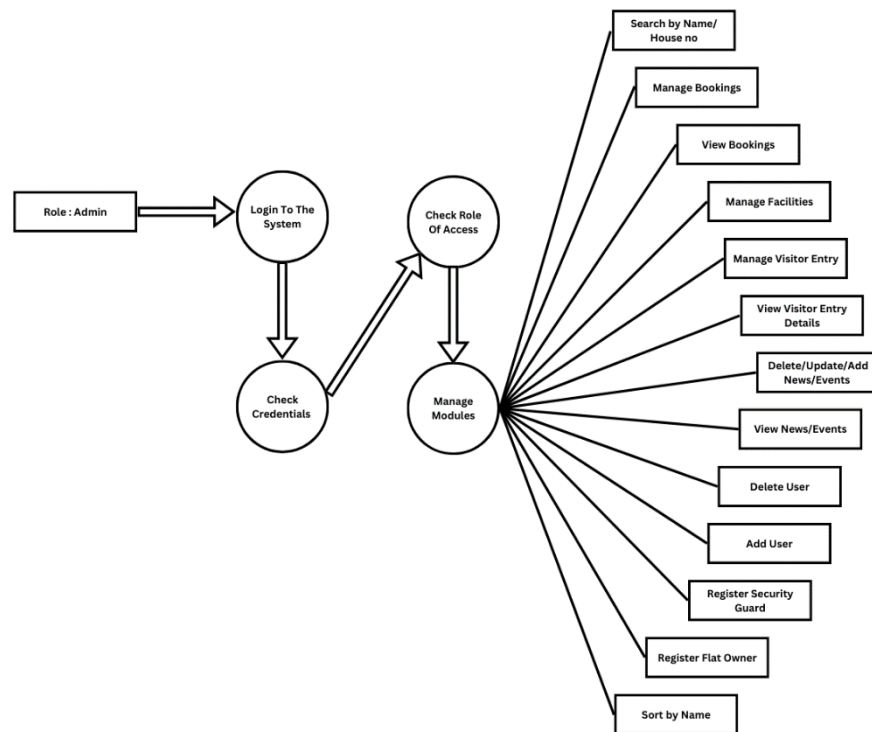 Search by Name/
House no
Manage Bookings
View Bookings
Role : Admin
Login To The
System
Check Role
Of Access
Manage Facilities
Manage Visitor Entry
View Visitor Entry
Details
Check
Credentials
Manage
Modules
Delete/Update/Add
News/Events
View News/Events
Delete User
Add User
Register Security
Guard
Register Flat Owner
Sort by Name